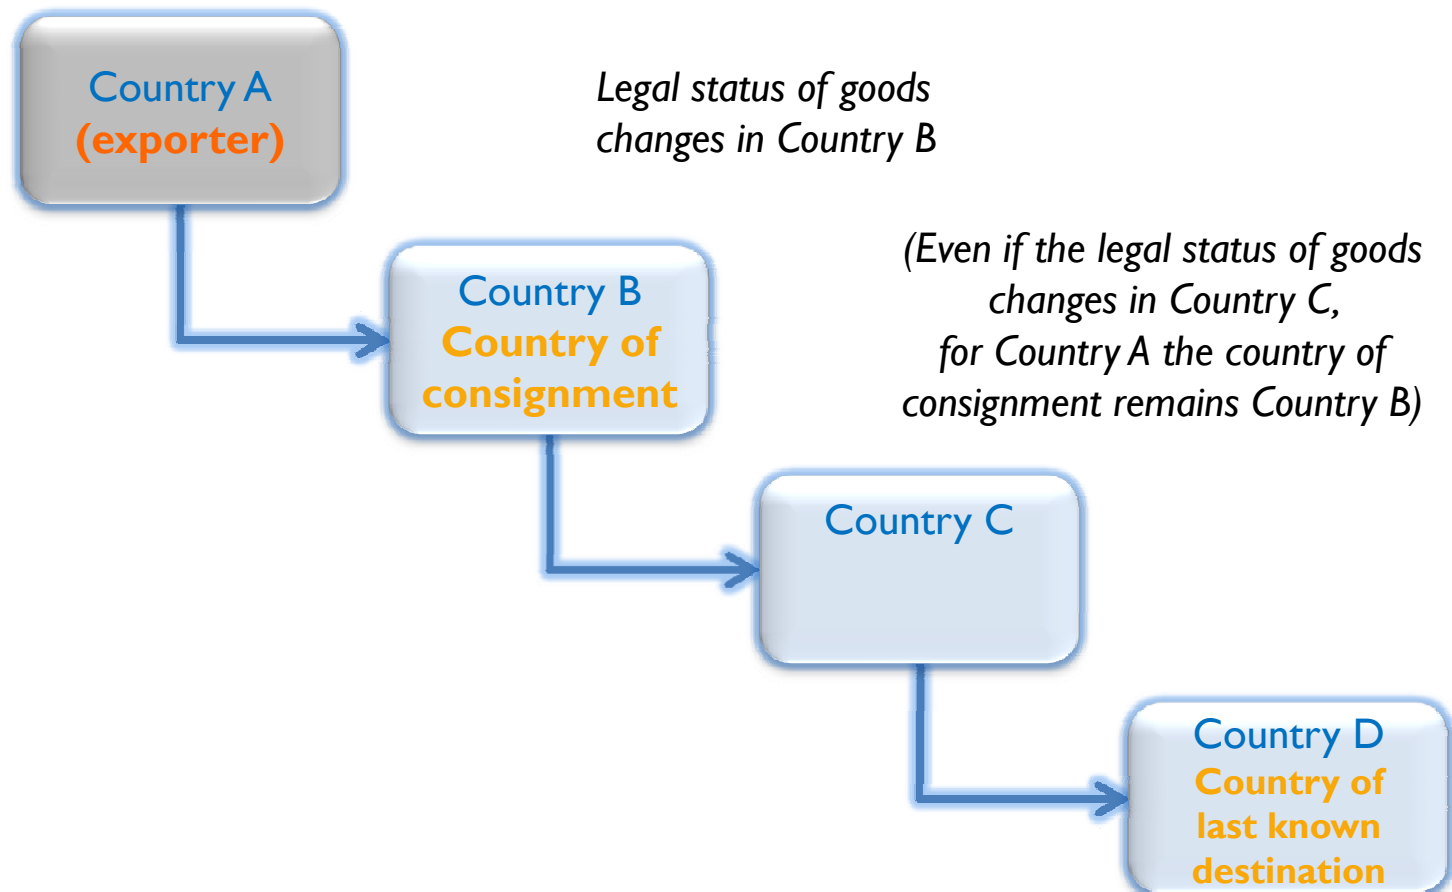 Country A
(exporter)
Legal status of goods
changes in Country B
(Even if the legal status of goods
changes in Country C,
for Country A the country of
consignment remains Country B)
Country B
Country of
consignment
Country C
Country D
Country of
last known
destination